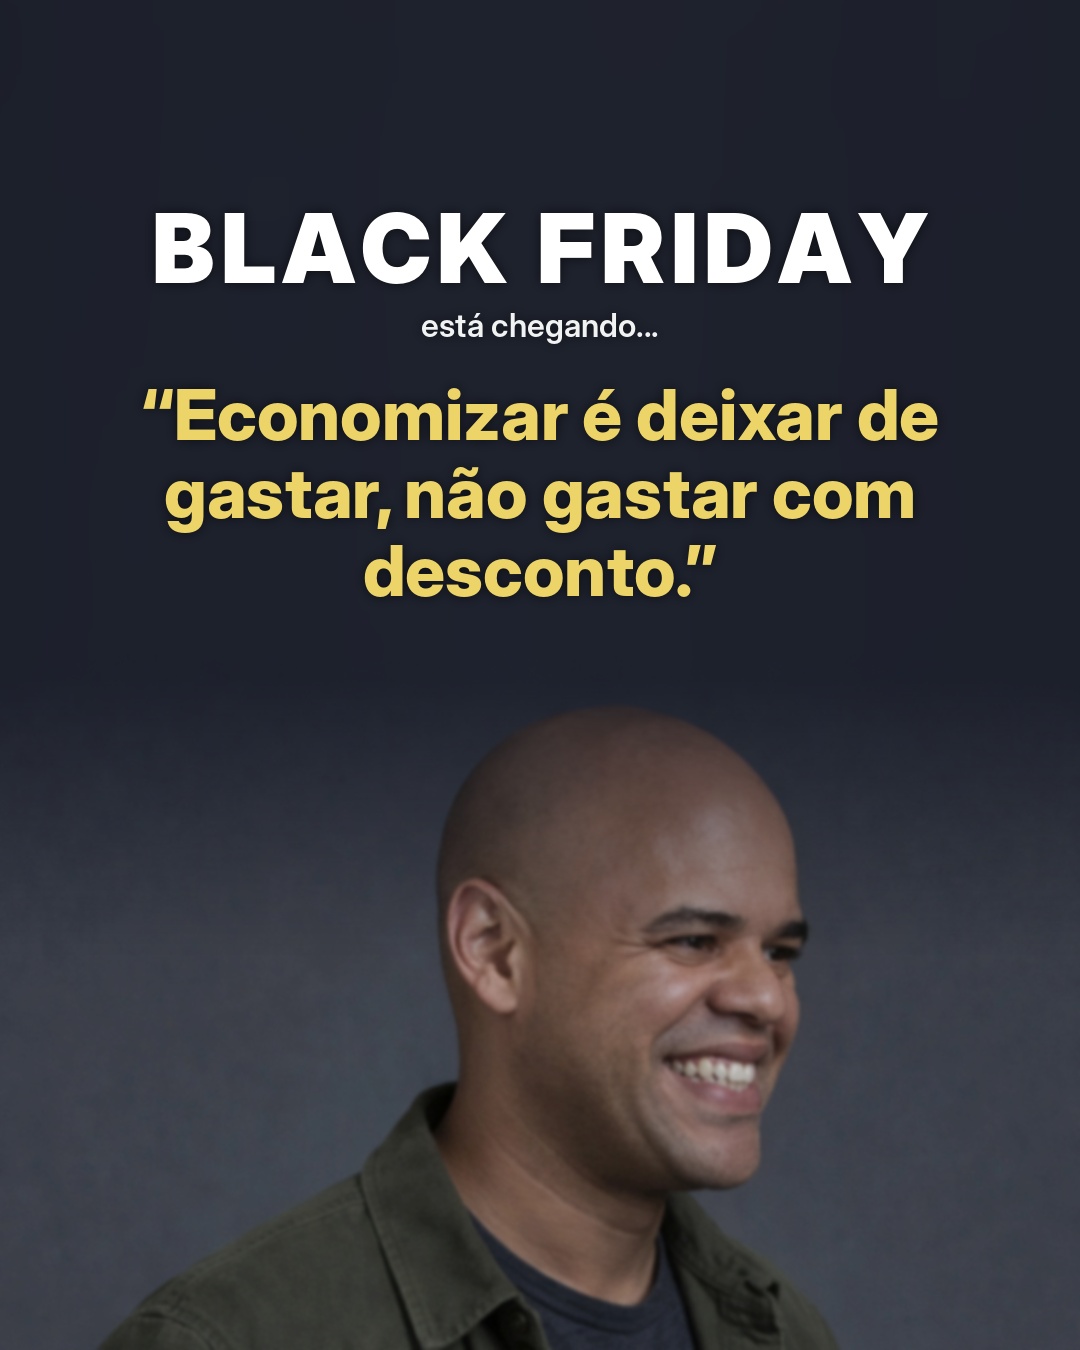 BLACK FRIDAY
está chegando...
“Economizar é deixar de
gastar, não gastar com
desconto.”